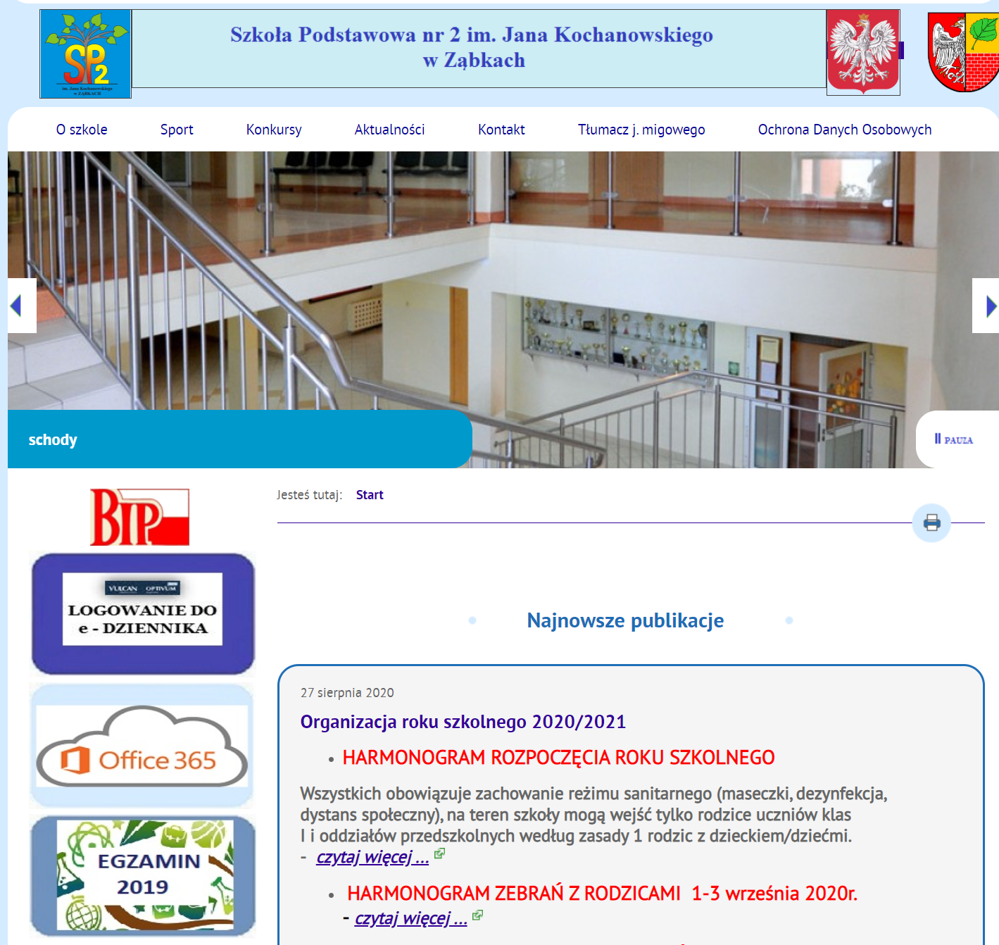 SP2
im. Jana Kochanowskiego
w ZĄBKACH
Szkoła Podstawowa nr 2 im. Jana Kochanowskiego
w Ząbkach
O szkole
Sport
Konkursy
Aktualności
Kontakt
Tłumacz j. migowego
Ochrona Danych Osobowych
schody
PAUZA
BIP
VULCAN OPTIVUM
LOGOWANIE DO
e - DZIENNIKA
Office 365
EGZAMIN
2019
Jesteś tutaj: Start
Najnowsze publikacje
27 sierpnia 2020
Organizacja roku szkolnego 2020/2021
• HARMONOGRAM ROZPOCZĘCIA ROKU SZKOLNEGO
Wszystkich obowiązuje zachowanie reżimu sanitarnego (maseczki, dezynfekcja,
dystans społeczny), na teren szkoły mogą wejść tylko rodzice uczniów klas
I i oddziałów przedszkolnych według zasady 1 rodzic z dzieckiem/dziećmi.
- czytaj więcej ...
• HARMONOGRAM ZEBRAŃ Z RODZICAMI 1-3 września 2020r.
- czytaj więcej ...